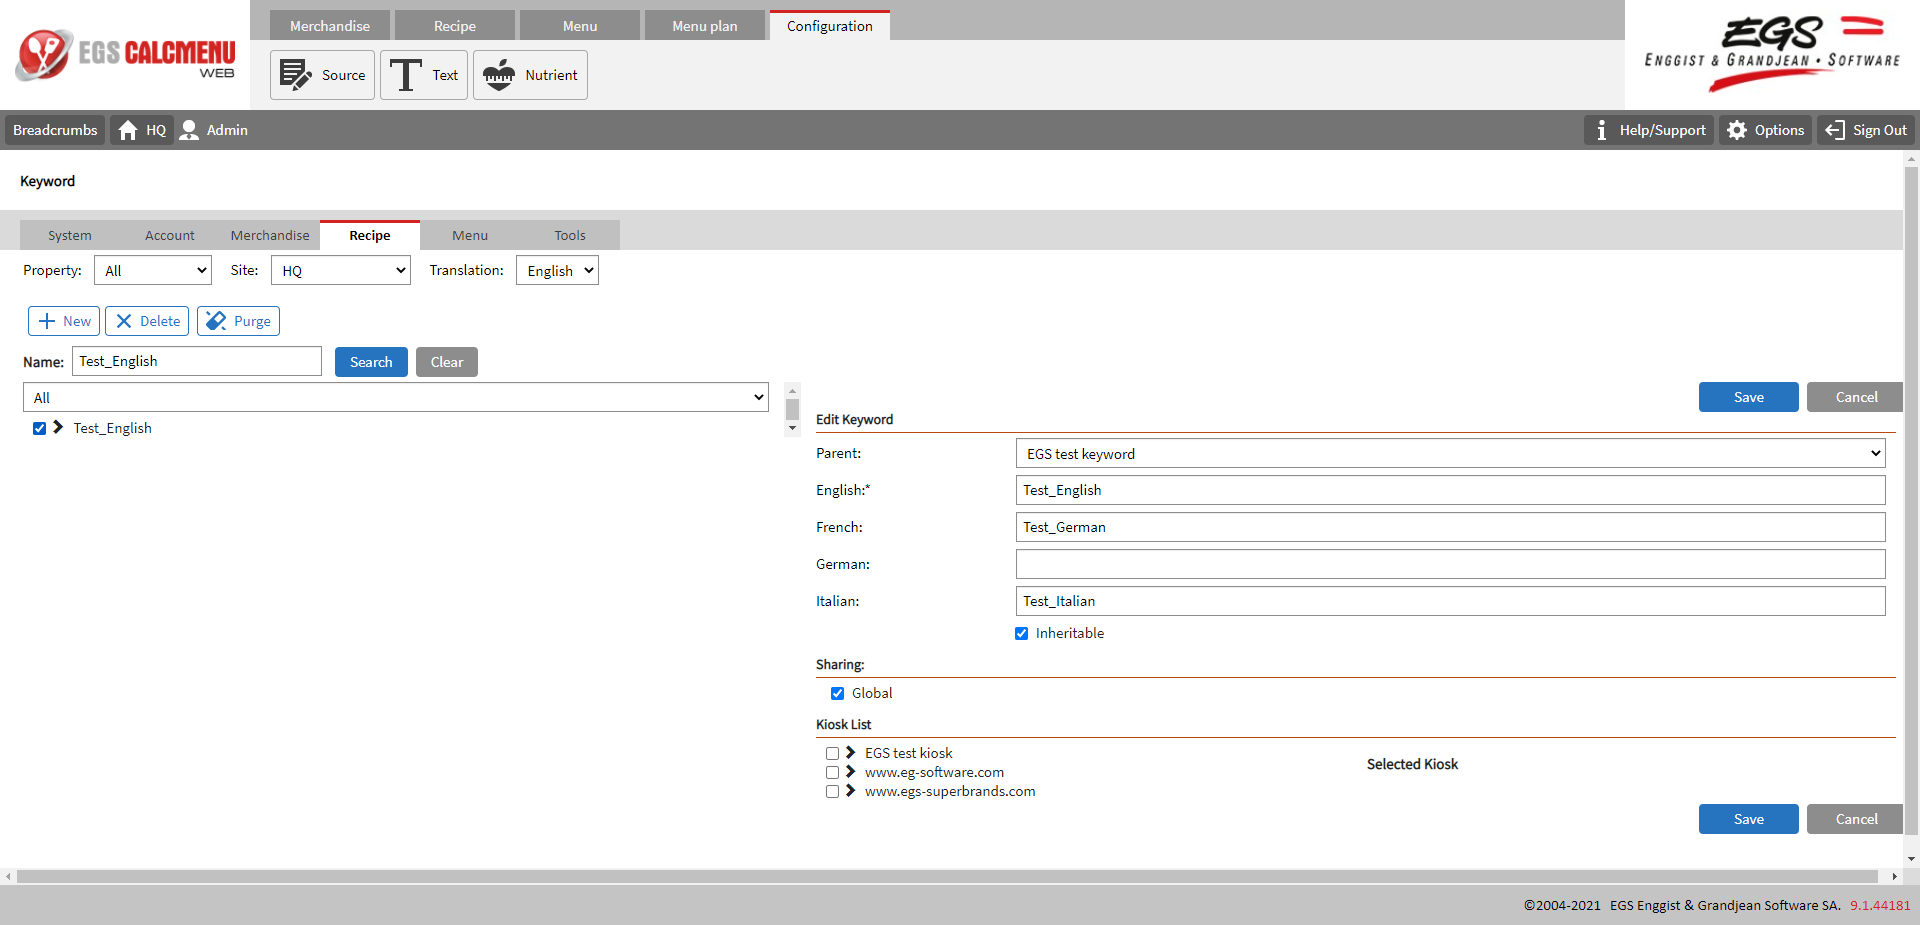 EGS CALCMENU
WEB
Merchandise Recipe Menu Menu plan Configuration
Source Text Nutrient
EGS
ENGGIST & GRANDJEAN • SOFTWARE
Breadcrumbs HQ Admin Help/Support Options Sign Out
Keyword
System Account Merchandise Recipe Menu Tools
Property: All Site: HQ Translation: English
New Delete Purge
Name: Test_English Search Clear
All
Test_English
Save Cancel
Edit Keyword
Parent: EGS test keyword
English:* Test_English
French: Test_German
German:
Italian: Test_Italian
Inheritable
Sharing:
Global
Kiosk List
EGS test kiosk
www.eg-software.com
www.egs-superbrands.com
Selected Kiosk
Save Cancel
©2004-2021 EGS Enggist & Grandjean Software SA. 9.1.44181